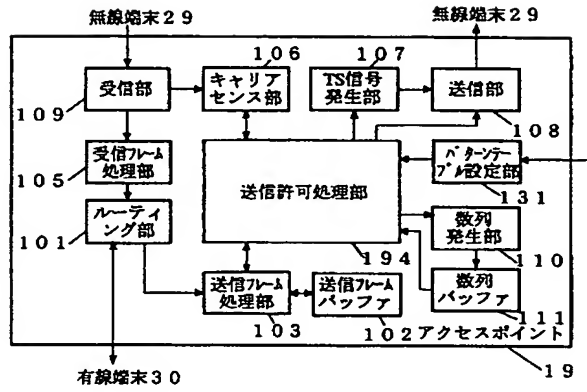 無線端末29
無線端末29
106
107
受信部
キャリア
センス部
TS信号
発生部
送信部
109
108
受信フレーム
処理部
送信許可処理部
パターンテー
ブル設定部
105
131
ルーティ
ング部
数列
発生部
101
194
110
送信フレーム
処理部
送信フレーム
バッファ
数列
バッファ
103
102
111
アクセスポイント
有線端末30
19